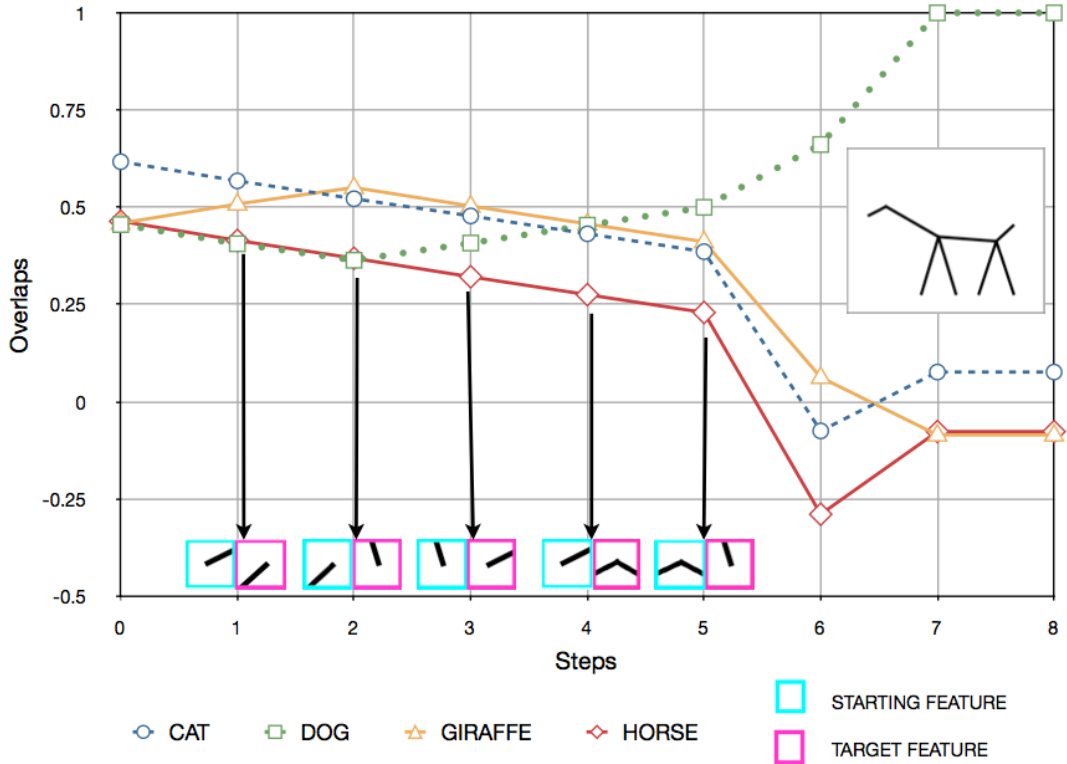 1
0.75
0.5
0.25
0
-0.25
-0.5
Overlaps
0 1 2 3 4 5 6 7 8
Steps
CAT DOG GIRAFFE HORSE
STARTING FEATURE
TARGET FEATURE